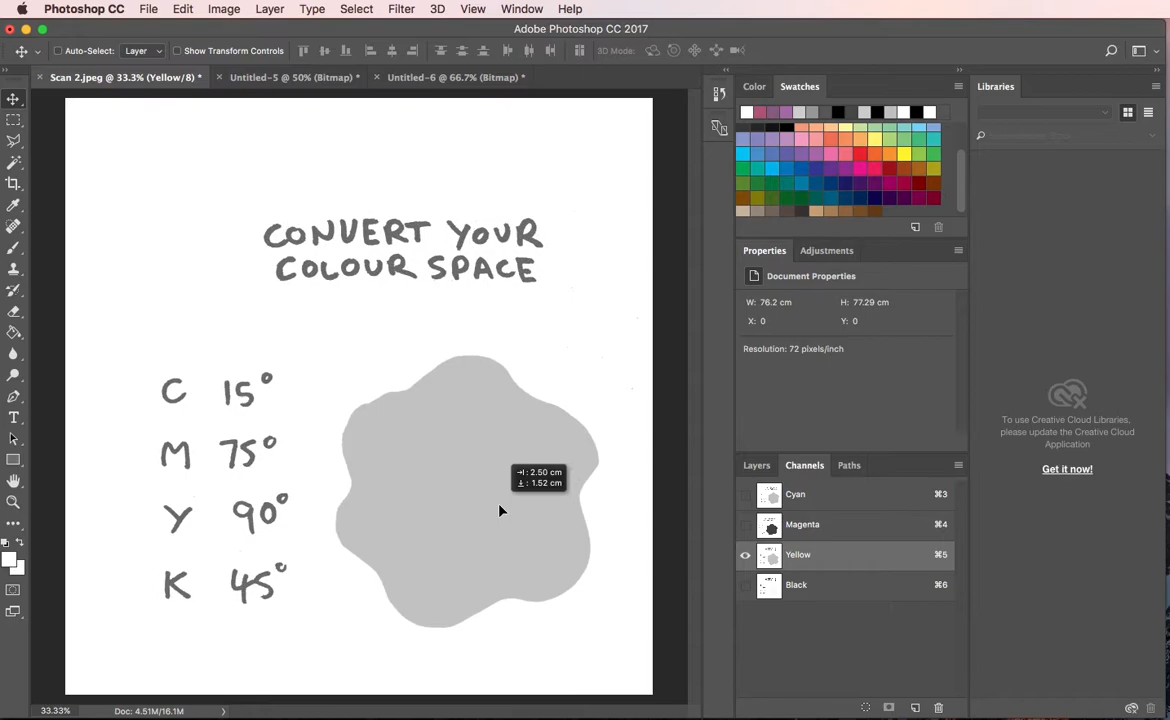 Photoshop CC File Edit Image Layer Type Select Filter 3D View Window Help
Adobe Photoshop CC 2017
Auto-Select: Layer Show Transform Controls 3D Mode:
Scan 2.jpeg @ 33.3% (Yellow/8) * Untitled-5 @ 50% (Bitmap) * Untitled-6 @ 66.7% (Bitmap) *
Color Swatches
Libraries
CONVERT YOUR
COLOUR SPACE
C 15°
M 75°
Y 90°
K 45°
→|: 2.50 cm
↓: 1.52 cm
Properties Adjustments
Document Properties
W: 76.2 cm H: 77.29 cm
X: 0 Y: 0
Resolution: 72 pixels/inch
Layers Channels Paths
Cyan ⌘3
Magenta ⌘4
Yellow ⌘5
Black ⌘6
To use Creative Cloud Libraries,
please update the Creative Cloud
Application
Get it now!
33.33% Doc: 4.51M/16.1M